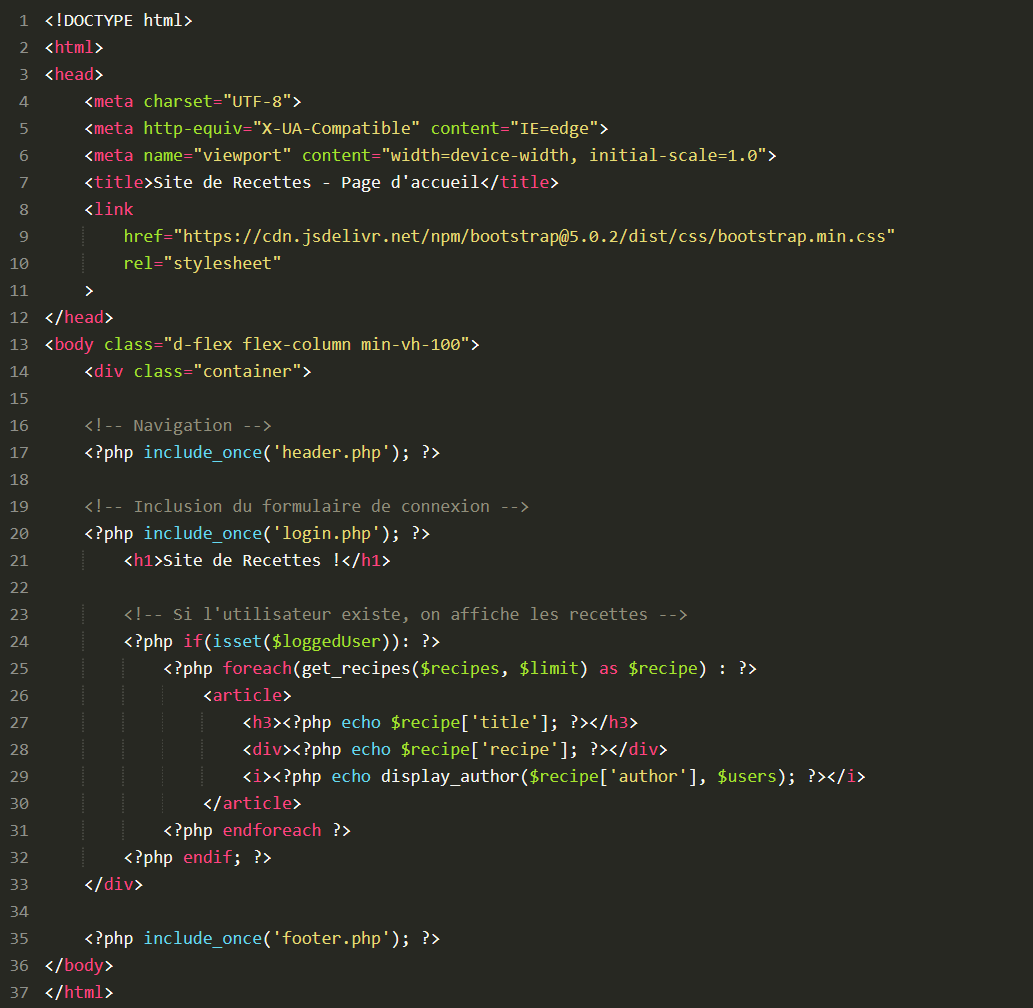 1 <!DOCTYPE html>
2 <html>
3 <head>
4     <meta charset="UTF-8">
5     <meta http-equiv="X-UA-Compatible" content="IE=edge">
6     <meta name="viewport" content="width=device-width, initial-scale=1.0">
7     <title>Site de Recettes - Page d'accueil</title>
8     <link
9         href="https://cdn.jsdelivr.net/npm/bootstrap@5.0.2/dist/css/bootstrap.min.css"
10         rel="stylesheet"
11     >
12 </head>
13 <body class="d-flex flex-column min-vh-100">
14     <div class="container">
15
16     <!-- Navigation -->
17     <?php include_once('header.php'); ?>
18
19     <!-- Inclusion du formulaire de connexion -->
20     <?php include_once('login.php'); ?>
21         <h1>Site de Recettes !</h1>
22
23         <!-- Si l'utilisateur existe, on affiche les recettes -->
24         <?php if(isset($loggedUser)): ?>
25             <?php foreach(get_recipes($recipes, $limit) as $recipe) : ?>
26                 <article>
27                     <h3><?php echo $recipe['title']; ?></h3>
28                     <div><?php echo $recipe['recipe']; ?></div>
29                     <i><?php echo display_author($recipe['author'], $users); ?></i>
30                 </article>
31             <?php endforeach ?>
32         <?php endif; ?>
33     </div>
34
35     <?php include_once('footer.php'); ?>
36 </body>
37 </html>